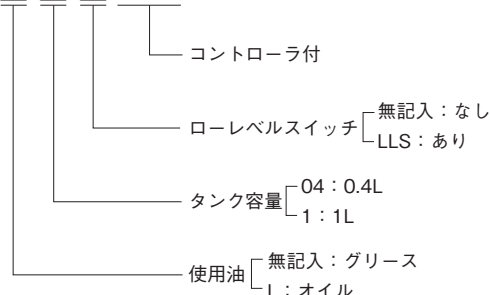 コントローラ付
無記入：なし
ローレベルスイッチ
LLS：あり
04：0.4L
タンク容量
1：1L
無記入：グリース
使用油
L：オイル